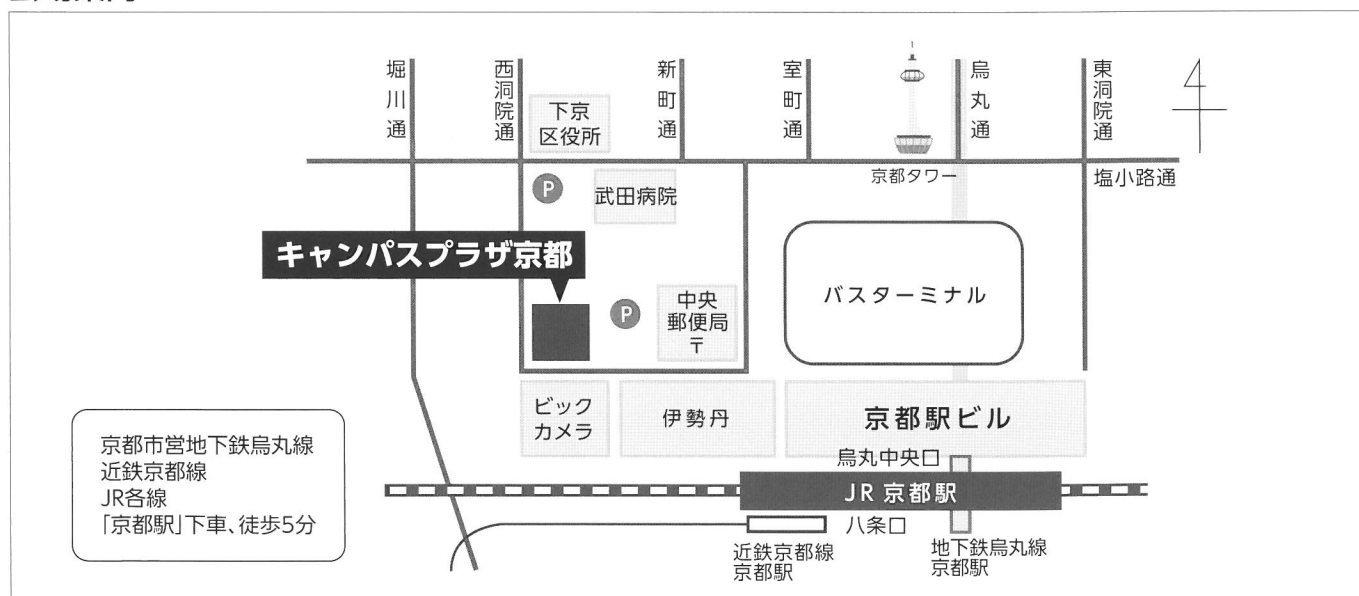 堀川通
西洞院通
新町通
室町通
烏丸通
東洞院通
下京
区役所
京都タワー
塩小路通
P
武田病院
キャンパスプラザ京都
バスターミナル
P
中央
郵便局
〒
ビック
カメラ
伊勢丹
京都駅ビル
京都市営地下鉄烏丸線
近鉄京都線
JR各線
「京都駅」下車、徒歩5分
烏丸中央口
JR 京都駅
八条口
近鉄京都線
京都駅
地下鉄烏丸線
京都駅